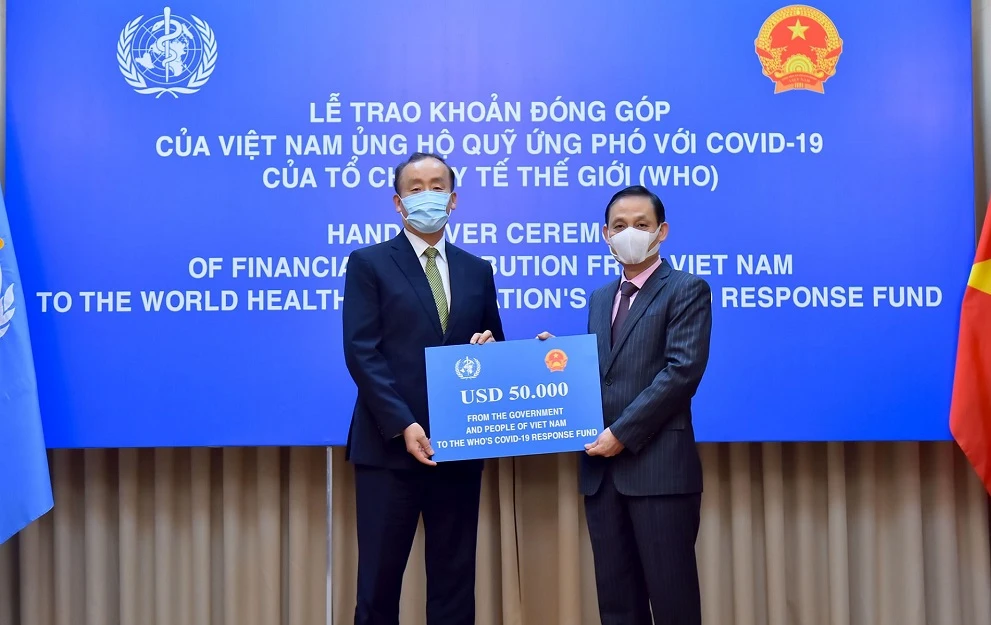 LỄ TRAO KHOẢN ĐÓNG GÓP
CỦA VIỆT NAM ỦNG HỘ QUỸ ỨNG PHÓ VỚI COVID-19
CỦA TỔ CH Y TẾ THẾ GIỚI (WHO)
HAND VER CEREM
OF FINANCIA BUTION FR VIET NAM
TO THE WORLD HEALTH ATION'S RESPONSE FUND
USD 50.000
FROM THE GOVERNMENT
AND PEOPLE OF VIET NAM
TO THE WHO'S COVID-19 RESPONSE FUND